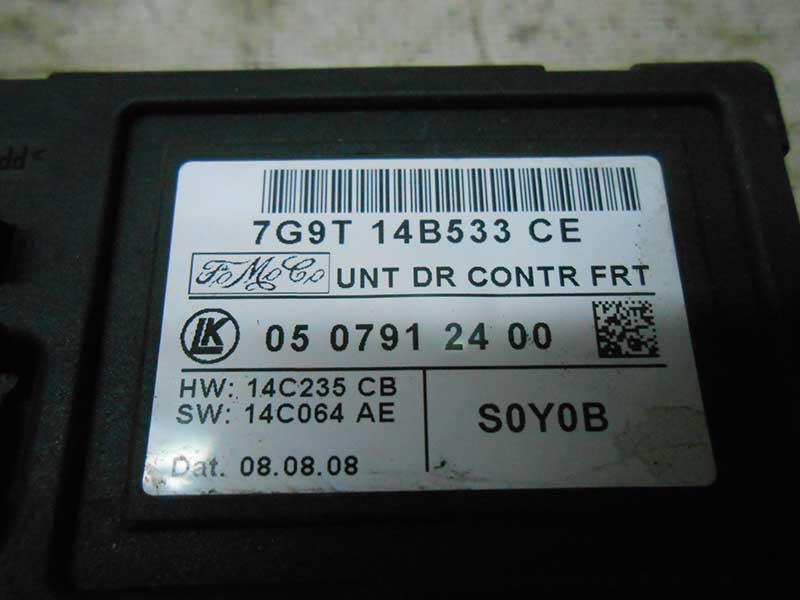 7G9T 14B533 CE
FoMoCo UNT DR CONTR FRT
LK 05 0791 24 00
HW: 14C235 CB
SW: 14C064 AE
S0Y0B
Dat. 08.08.08